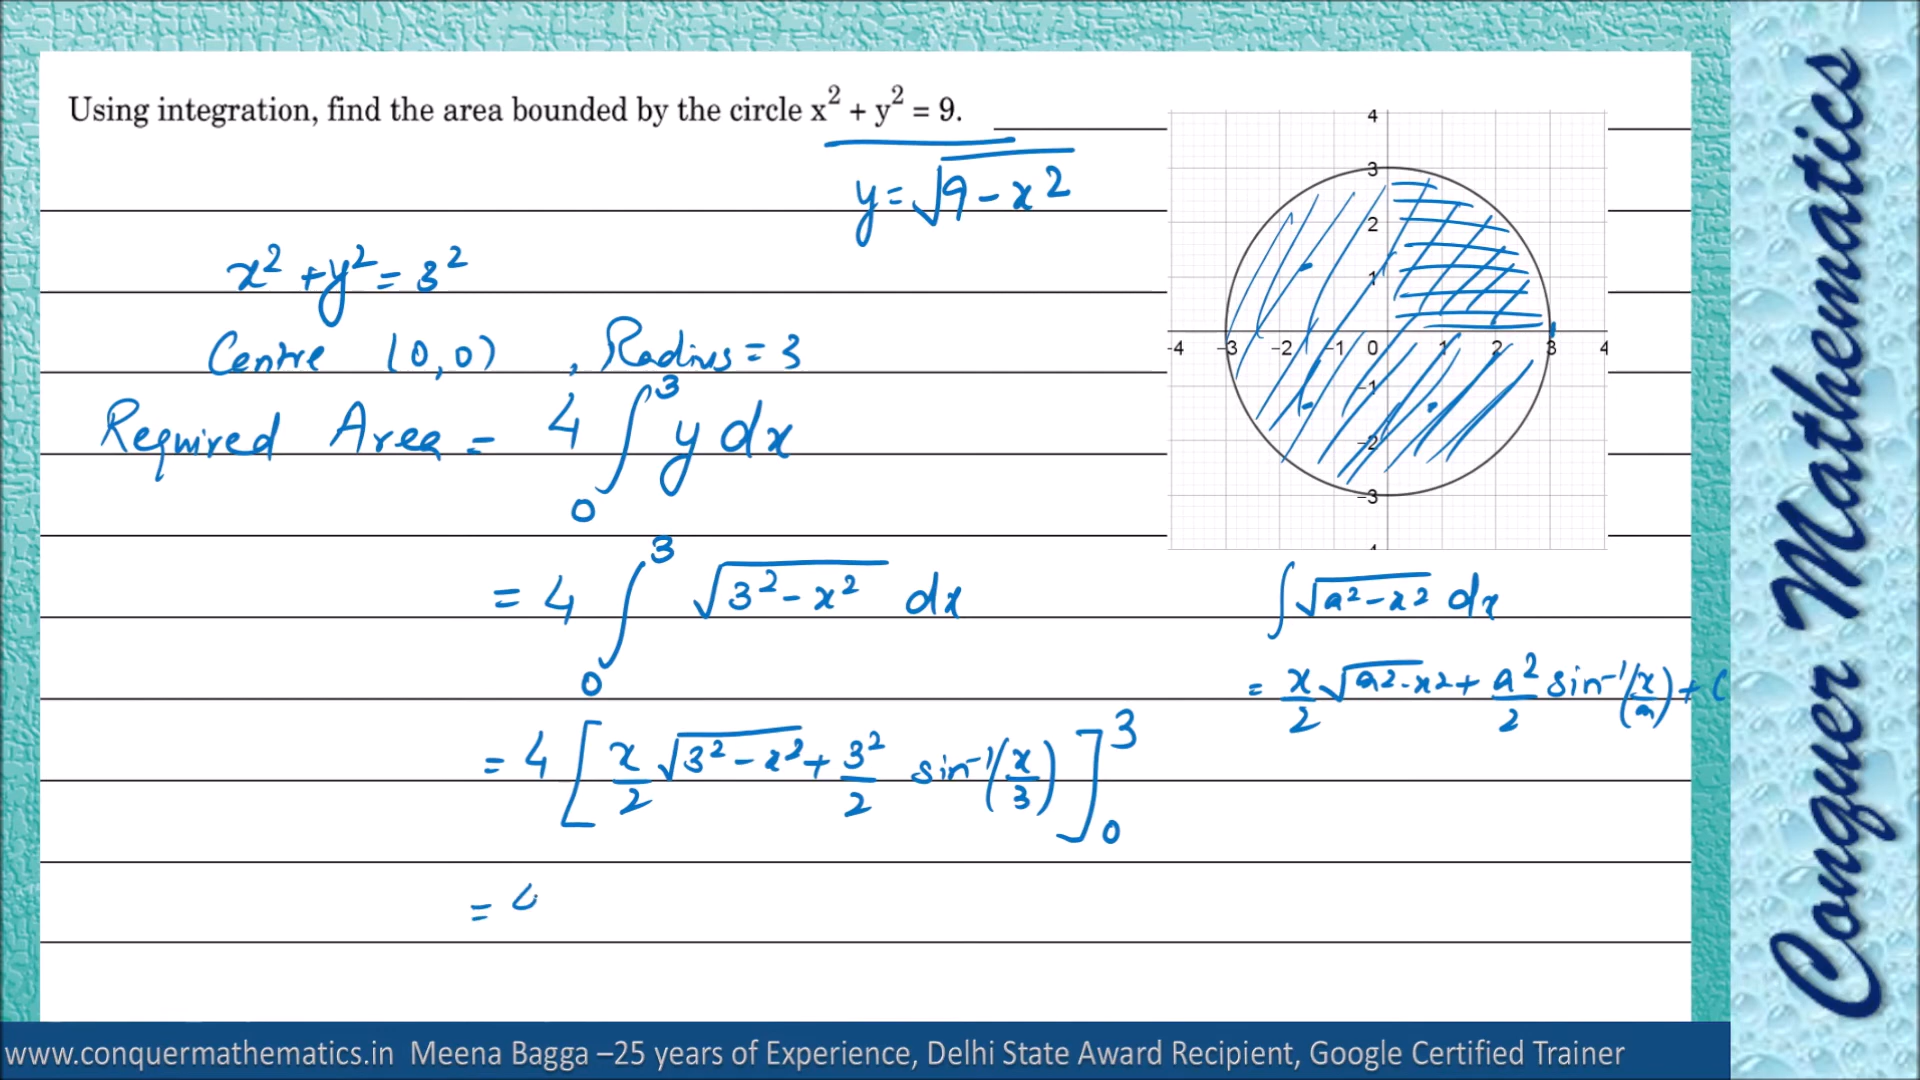 Using integration, find the area bounded by the circle x² + y² = 9.
y = √9 - x²
x² + y² = 3²
Centre (0,0) , Radius = 3
Required Area = 4 ∫₀³ y dx
= 4 ∫₀³ √3² - x² dx
= 4 [ x/2 √3² - x² + 3²/2 sin⁻¹(x/3) ]₀³
= 4
4
3
2
1
-4 -3 -2 -1 0 1 2 3 4
-1
-2
-3
∫ √a² - x² dx
= x/2 √a² - x² + a²/2 sin⁻¹(x/a) + C
Conquer Mathematics
www.conquermathematics.in Meena Bagga –25 years of Experience, Delhi State Award Recipient, Google Certified Trainer